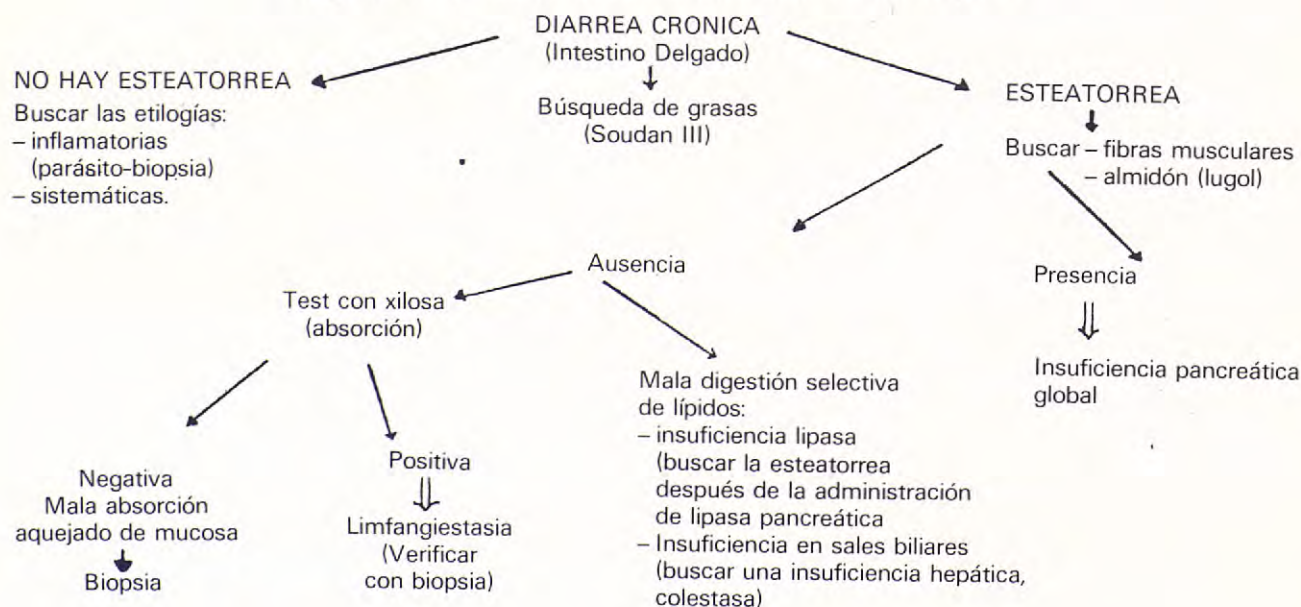 DIARREA CRONICA
(Intestino Delgado)
Búsqueda de grasas
(Soudan III)
NO HAY ESTEATORREA
Buscar las etilogías:
– inflamatorias
(parásito-biopsia)
– sistemáticas.
ESTEATORREA
Buscar – fibras musculares
– almidón (lugol)
Ausencia
Presencia
Insuficiencia pancreática
global
Test con xilosa
(absorción)
Negativa
Mala absorción
aquejado de mucosa
Biopsia
Positiva
Limfangiestasia
(Verificar
con biopsia)
Mala digestión selectiva
de lípidos:
– insuficiencia lipasa
(buscar la esteatorrea
después de la administración
de lipasa pancreática
– Insuficiencia en sales biliares
(buscar una insuficiencia hepática,
colestasa)